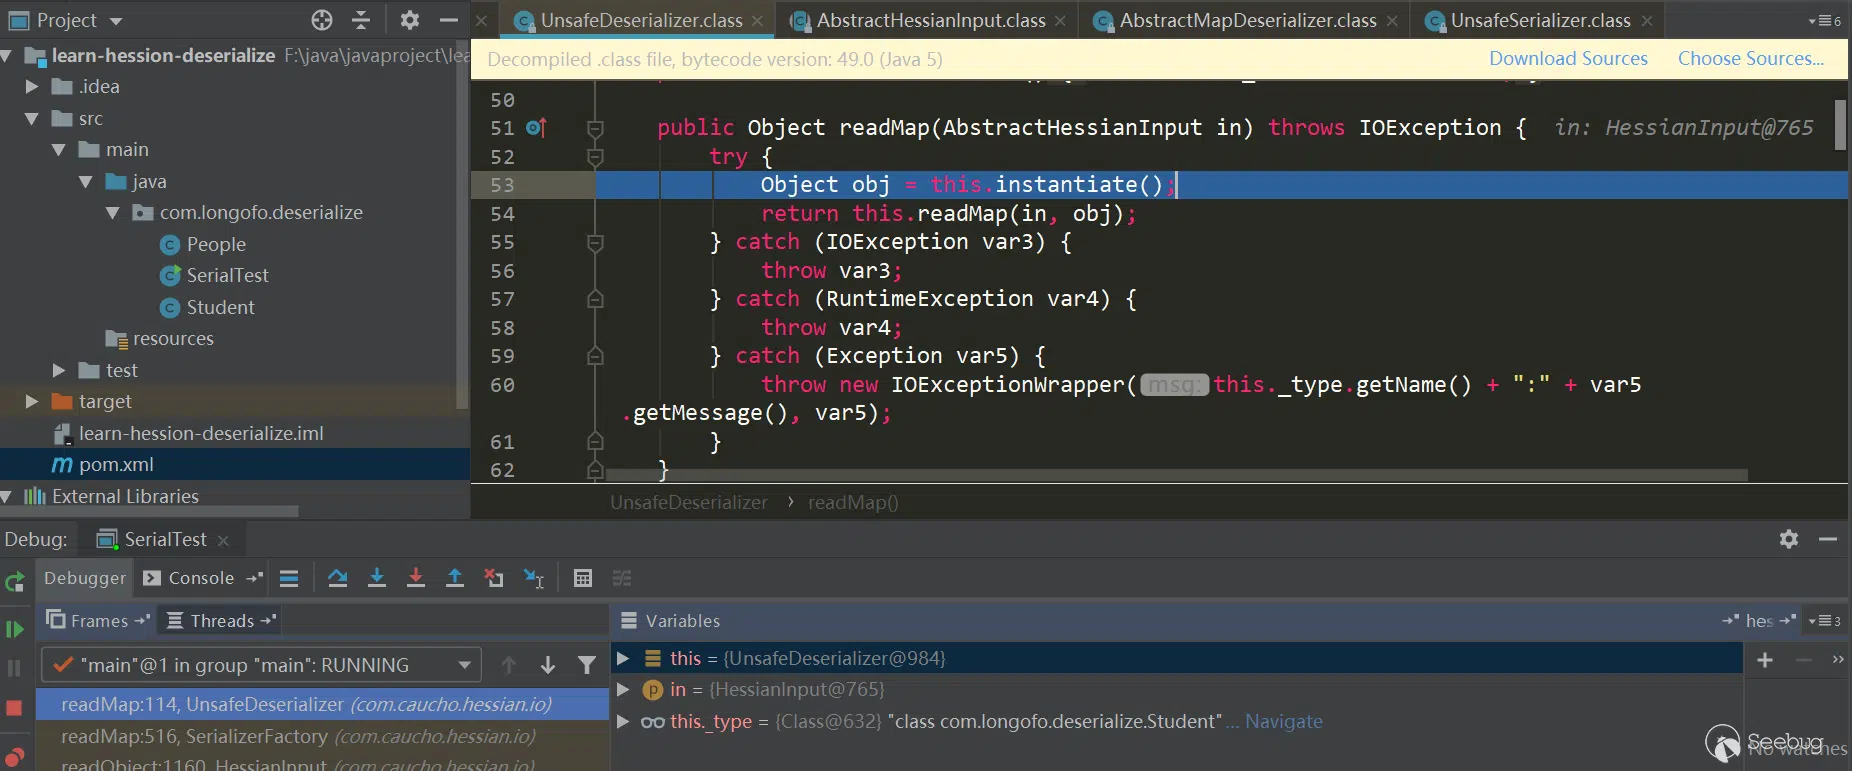 Project
UnsafeDeserializer.class
AbstractHessianInput.class
AbstractMapDeserializer.class
UnsafeSerializer.class
6
learn-hession-deserialize F:\java\javaproject\lea
.idea
src
main
java
com.longofo.deserialize
People
SerialTest
Student
resources
test
target
learn-hession-deserialize.iml
pom.xml
External Libraries
Decompiled .class file, bytecode version: 49.0 (Java 5)
Download Sources
Choose Sources...
50
51 public Object readMap(AbstractHessianInput in) throws IOException { in: HessianInput@765
52 try {
53 Object obj = this.instantiate();
54 return this.readMap(in, obj);
55 } catch (IOException var3) {
56 throw var3;
57 } catch (RuntimeException var4) {
58 throw var4;
59 } catch (Exception var5) {
60 throw new IOExceptionWrapper( msg: this._type.getName() + ":" + var5
.getMessage(), var5);
61 }
62 }
UnsafeDeserializer › readMap()
Debug: SerialTest
Debugger
Console
Frames
Threads
"main"@1 in group "main": RUNNING
readMap:114, UnsafeDeserializer (com.caucho.hessian.io)
readMap:516, SerializerFactory (com.caucho.hessian.io)
readObject:1160, HessianInput (com.caucho.hessian.io)
Variables
hes
3
this = {UnsafeDeserializer@984}
in = {HessianInput@765}
this._type = {Class@632} "class com.longofo.deserialize.Student"... Navigate
No watches
Seebug